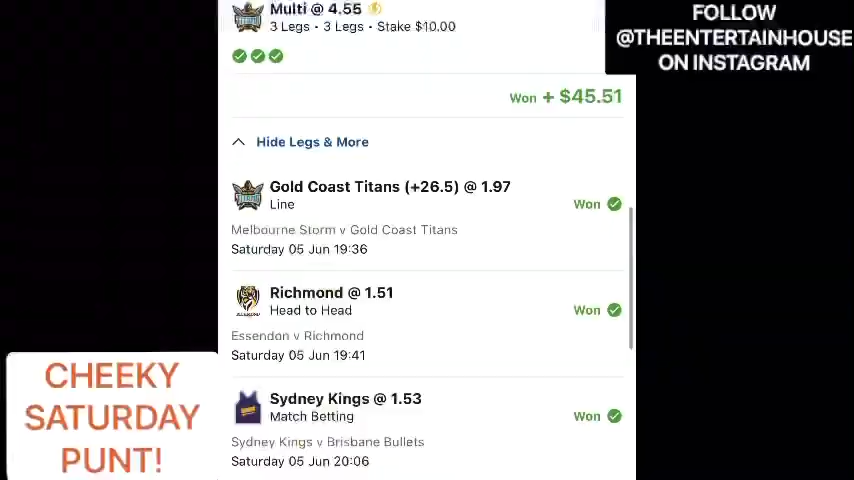 Multi @ 4.55
3 Legs - 3 Legs - Stake $10.00
Won + $45.51
Hide Legs & More
Gold Coast Titans (+26.5) @ 1.97
Line
Won
Melbourne Storm v Gold Coast Titans
Saturday 05 Jun 19:36
Richmond @ 1.51
Head to Head
Won
Essendon v Richmond
Saturday 05 Jun 19:41
Sydney Kings @ 1.53
Match Betting
Won
Sydney Kings v Brisbane Bullets
Saturday 05 Jun 20:06
FOLLOW
@THEENTERTAINHOUSE
ON INSTAGRAM
CHEEKY
SATURDAY
PUNT!